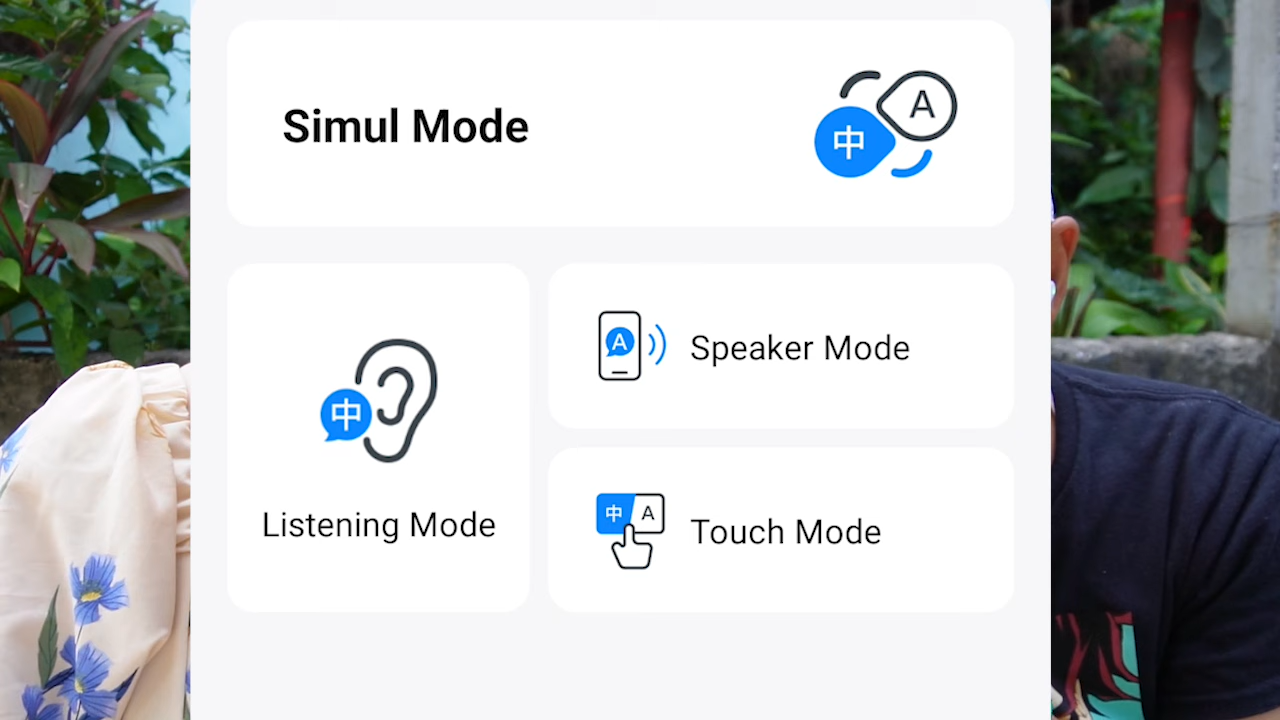 Simul Mode
A
中
中
Listening Mode
A
Speaker Mode
中 A
Touch Mode